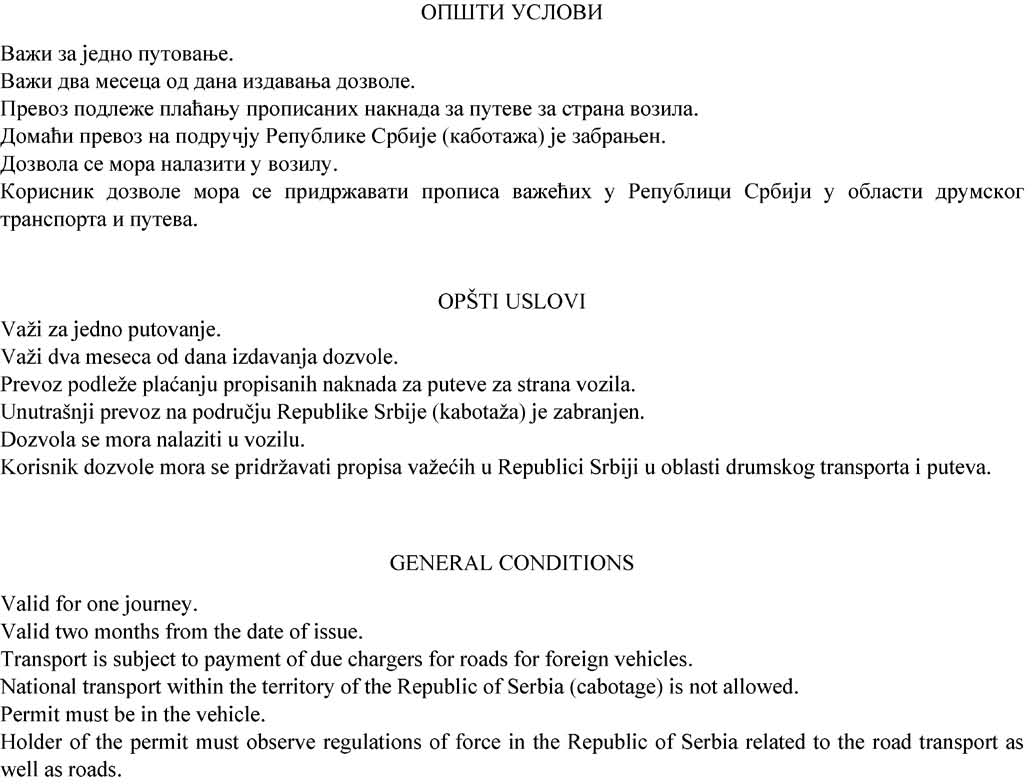 ОПШТИ УСЛОВИ
Важи за једно путовање.
Важи два месеца од дана издавања дозволе.
Превоз подлеже плаћању прописаних накнада за путеве за страна возила.
Домаћи превоз на подручју Републике Србије (каботажа) је забрањен.
Дозвола се мора налазити у возилу.
Корисник дозволе мора се придржавати прописа важећих у Републици Србији у области друмског
транспорта и путева.
OPŠTI USLOVI
Važi za jedno putovanje.
Važi dva meseca od dana izdavanja dozvole.
Prevoz podleže plaćanju propisanih naknada za puteve za strana vozila.
Unutrašnji prevoz na području Republike Srbije (kabotaža) je zabranjen.
Dozvola se mora nalaziti u vozilu.
Korisnik dozvole mora se pridržavati propisa važećih u Republici Srbiji u oblasti drumskog transporta i puteva.
GENERAL CONDITIONS
Valid for one journey.
Valid two months from the date of issue.
Transport is subject to payment of due chargers for roads for foreign vehicles.
National transport within the territory of the Republic of Serbia (cabotage) is not allowed.
Permit must be in the vehicle.
Holder of the permit must observe regulations of force in the Republic of Serbia related to the road transport as
well as roads.